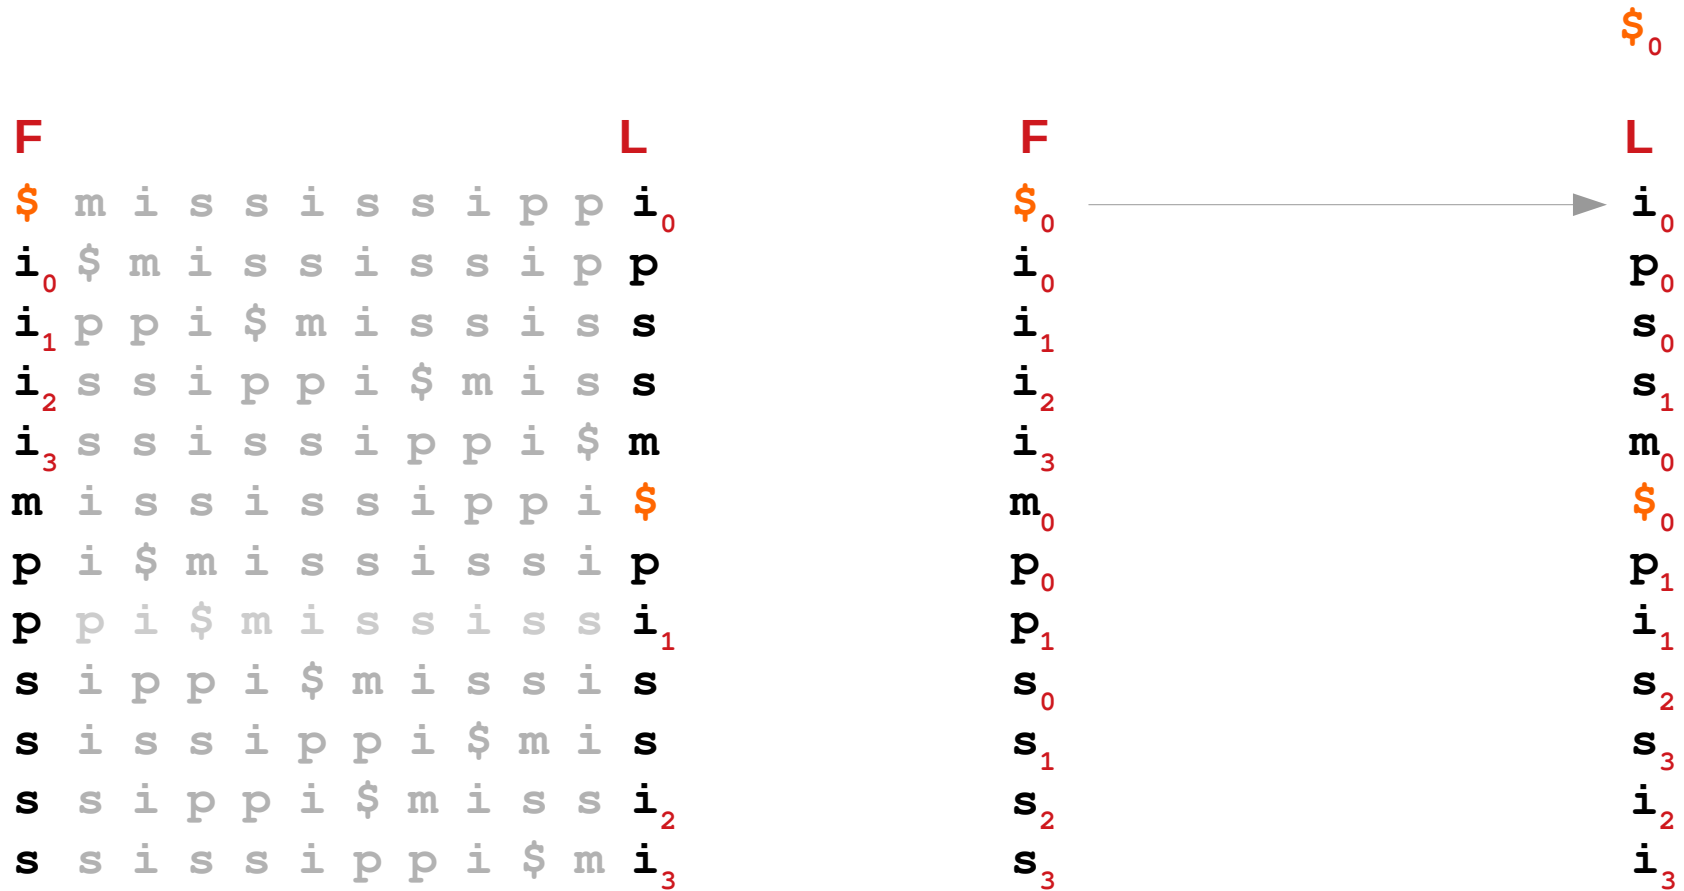 $0
F L F L
$ m i s s i s s i p p i0 $0 i0
i0 $ m i s s i s s i p p i0 p0
i1 p p i $ m i s s i s s i1 s0
i2 s s i p p i $ m i s s i2 s1
i3 s s i s s i p p i $ m i3 m0
m i s s i s s i p p i $ m0 $0
p i $ m i s s i s s i p p0 p1
p p i $ m i s s i s s i1 p1 i1
s i p p i $ m i s s i s s0 s2
s i s s i p p i $ m i s s1 s3
s s i p p i $ m i s s i2 s2 i2
s s i s s i p p i $ m i3 s3 i3